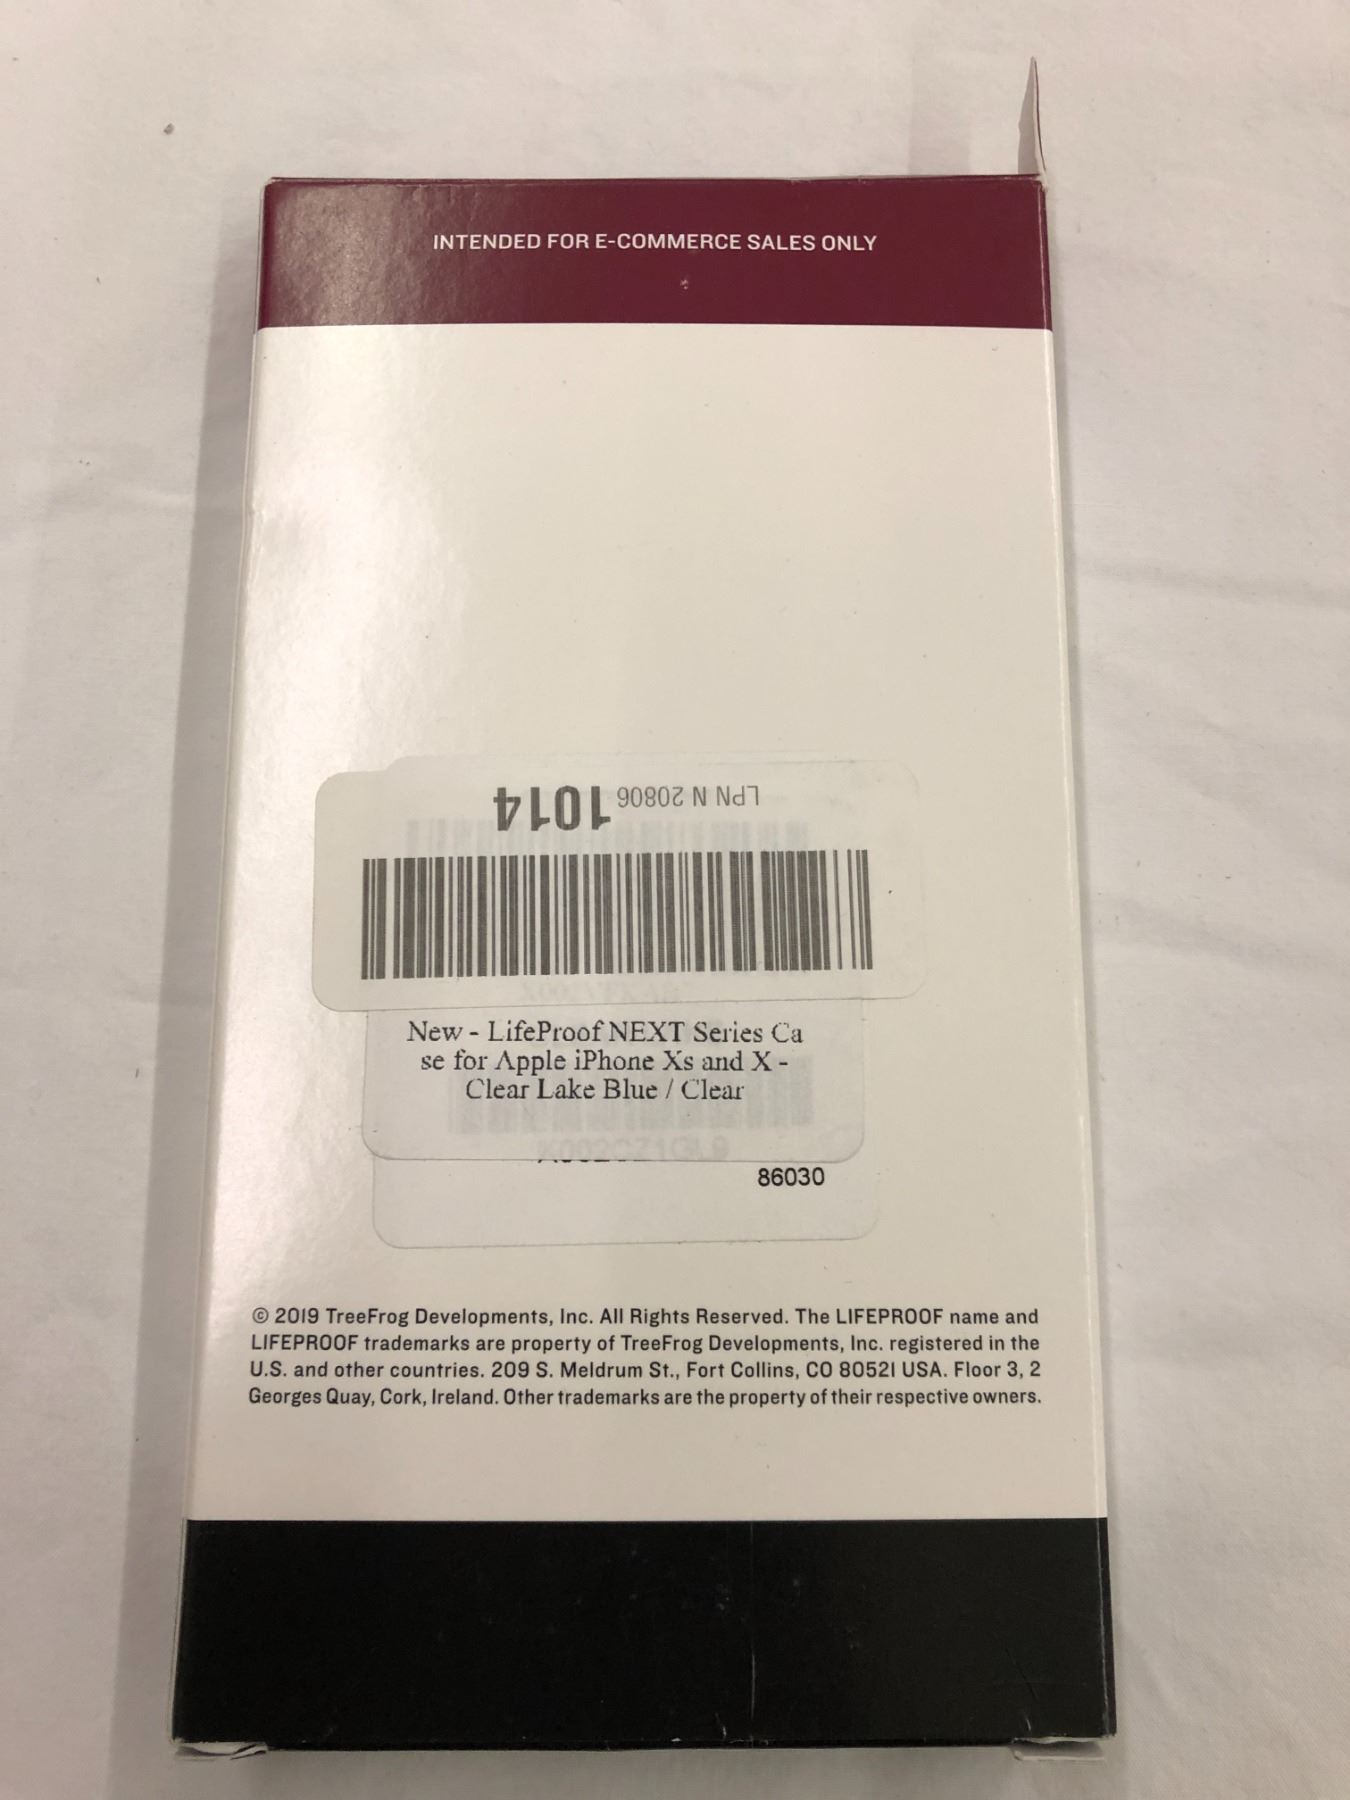 INTENDED FOR E-COMMERCE SALES ONLY
LPN N 20806 1014
New - LifeProof NEXT Series Ca
se for Apple iPhone Xs and X -
Clear Lake Blue / Clear
86030
© 2019 TreeFrog Developments, Inc. All Rights Reserved. The LIFEPROOF name and
LIFEPROOF trademarks are property of TreeFrog Developments, Inc. registered in the
U.S. and other countries. 209 S. Meldrum St., Fort Collins, CO 80521 USA. Floor 3, 2
Georges Quay, Cork, Ireland. Other trademarks are the property of their respective owners.